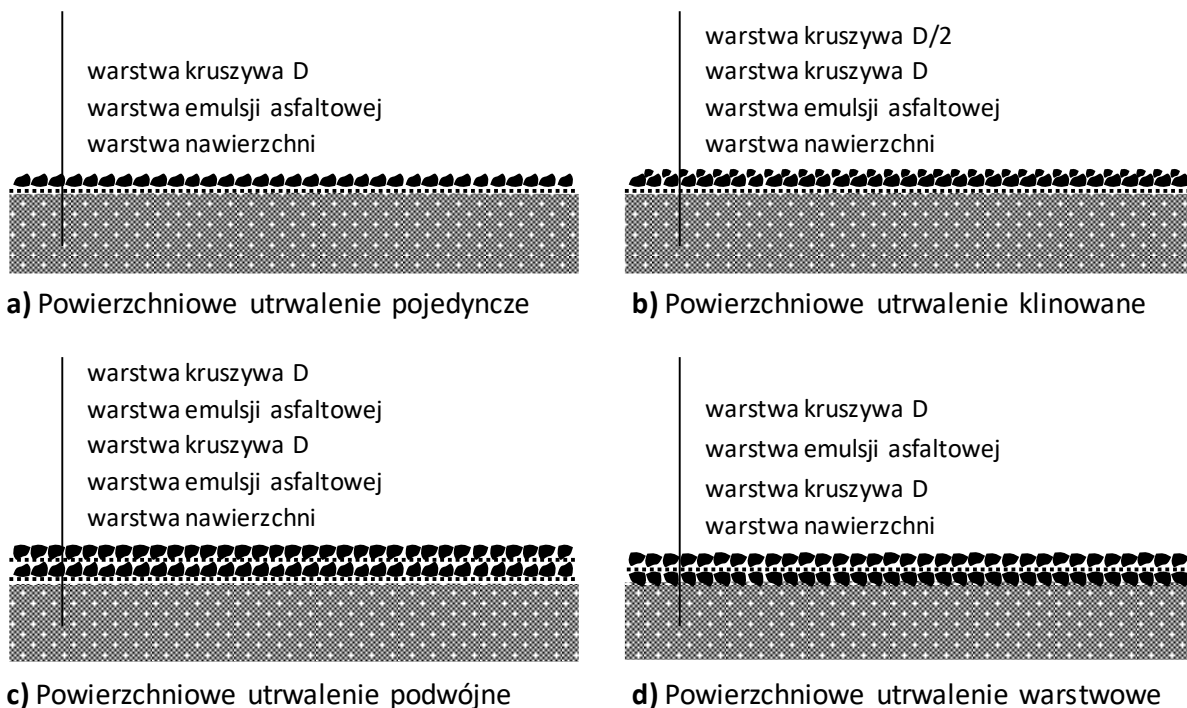 warstwa kruszywa D
warstwa emulsji asfaltowej
warstwa nawierzchni
a) Powierzchniowe utrwalenie pojedyncze
warstwa kruszywa D/2
warstwa kruszywa D
warstwa emulsji asfaltowej
warstwa nawierzchni
b) Powierzchniowe utrwalenie klinowane
warstwa kruszywa D
warstwa emulsji asfaltowej
warstwa kruszywa D
warstwa emulsji asfaltowej
warstwa nawierzchni
c) Powierzchniowe utrwalenie podwójne
warstwa kruszywa D
warstwa emulsji asfaltowej
warstwa kruszywa D
warstwa nawierzchni
d) Powierzchniowe utrwalenie warstwowe